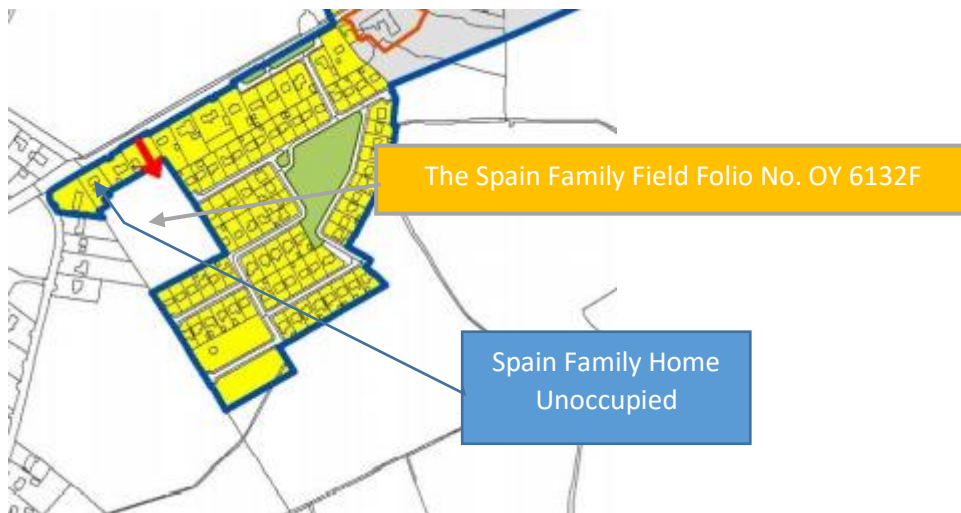 The Spain Family Field Folio No. OY 6132F
Spain Family Home
Unoccupied